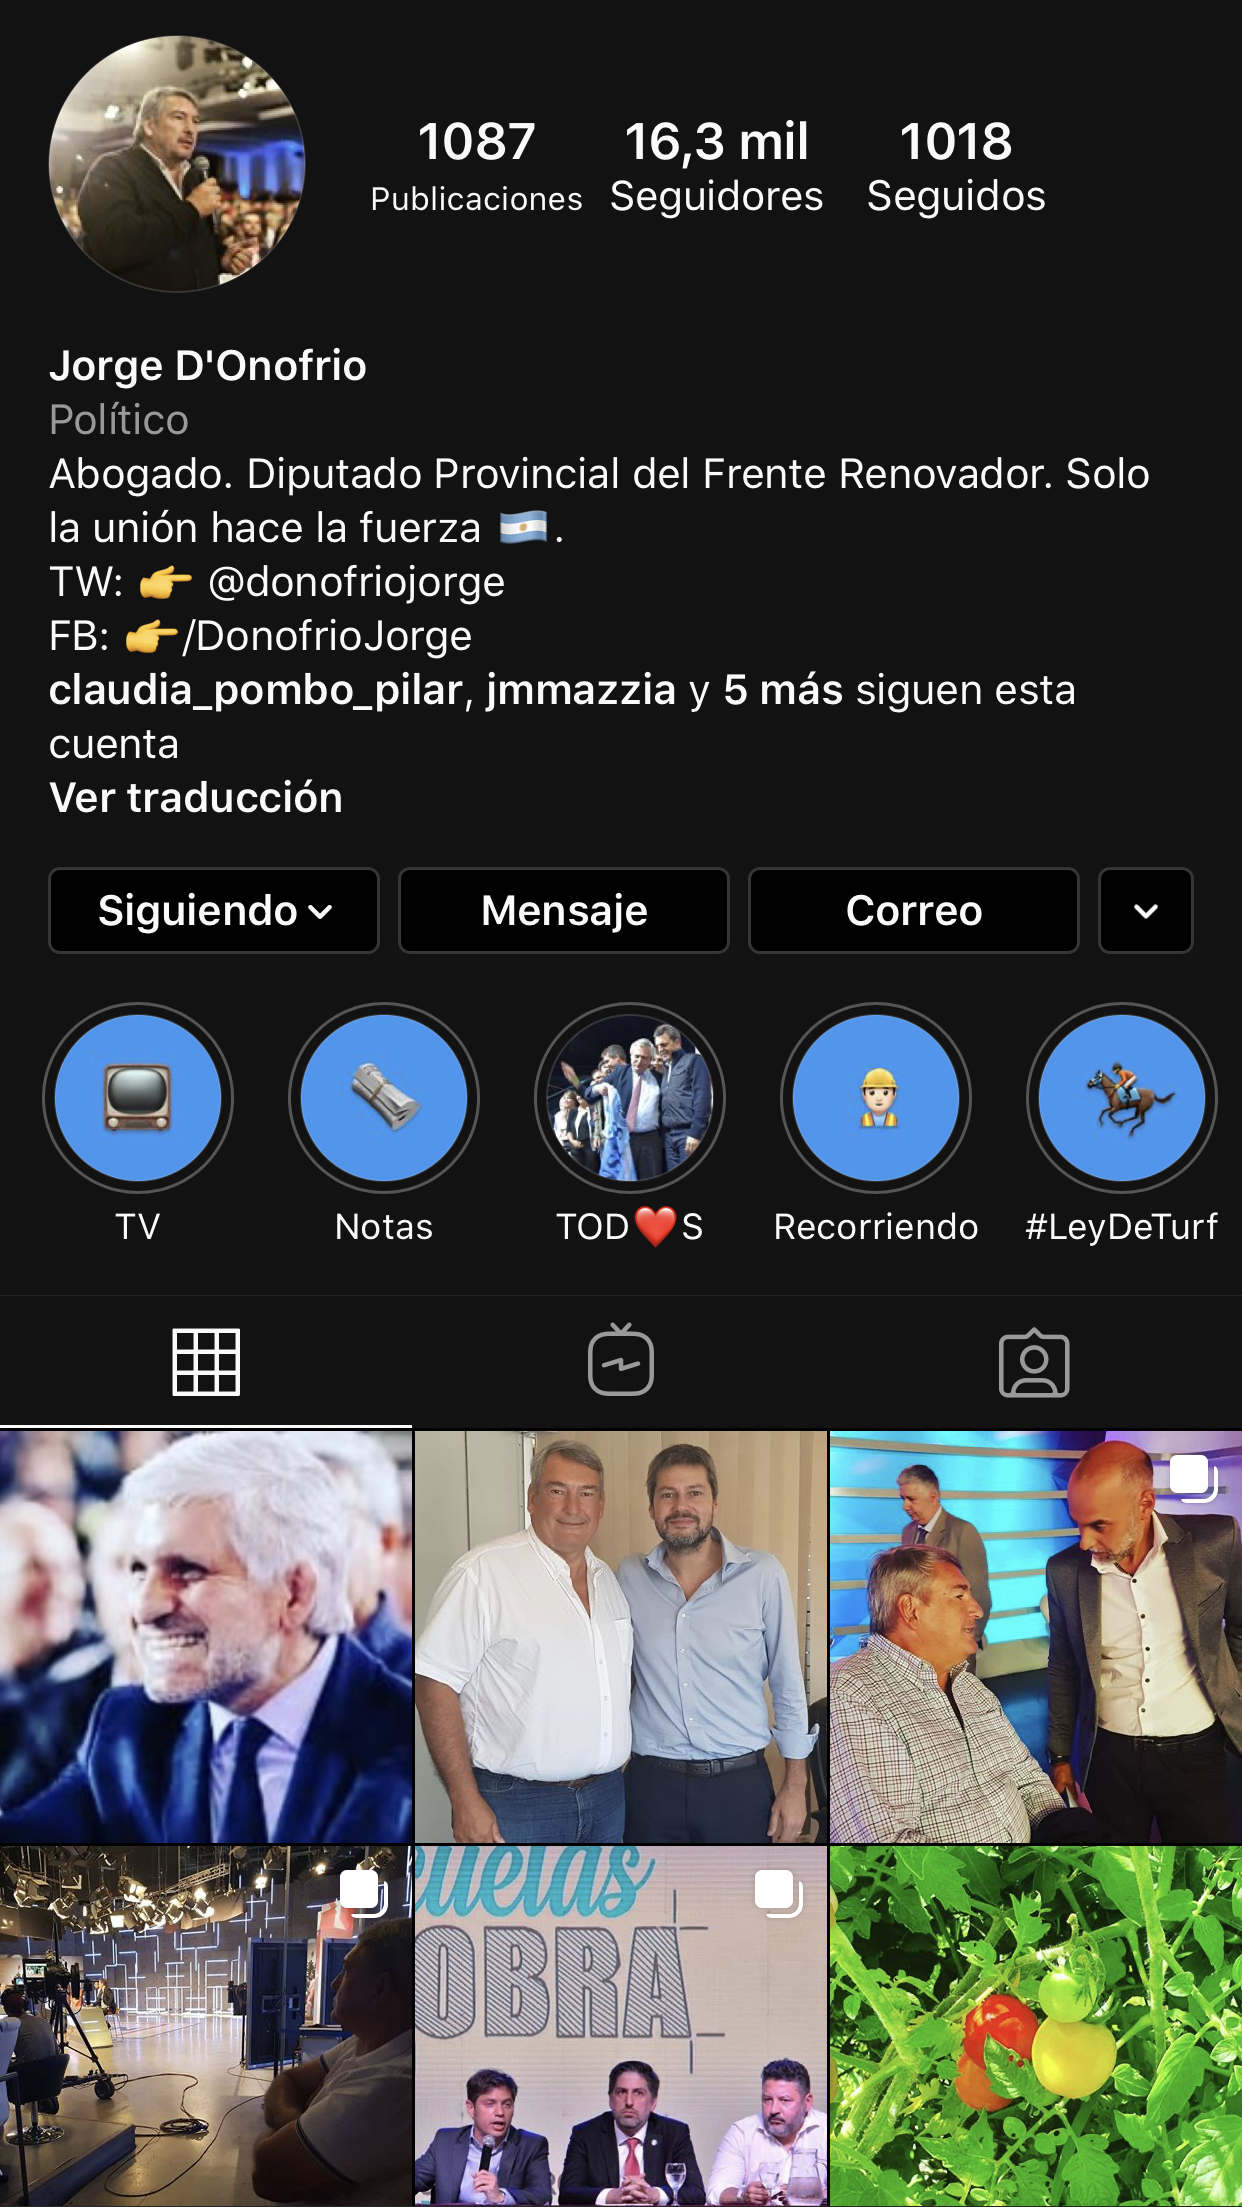 1087
16,3 mil
1018
Publicaciones
Seguidores
Seguidos
Jorge D'Onofrio
Político
Abogado. Diputado Provincial del Frente Renovador. Solo
la unión hace la fuerza 🇦🇷.
TW: 👉 @donofriojorge
FB: 👉/DonofrioJorge
claudia_pombo_pilar, jmmazzia y 5 más siguen esta
cuenta
Ver traducción
Siguiendo
Mensaje
Correo
TV
Notas
TOD❤️S
Recorriendo
#LeyDeTurf
uelas
OBRA